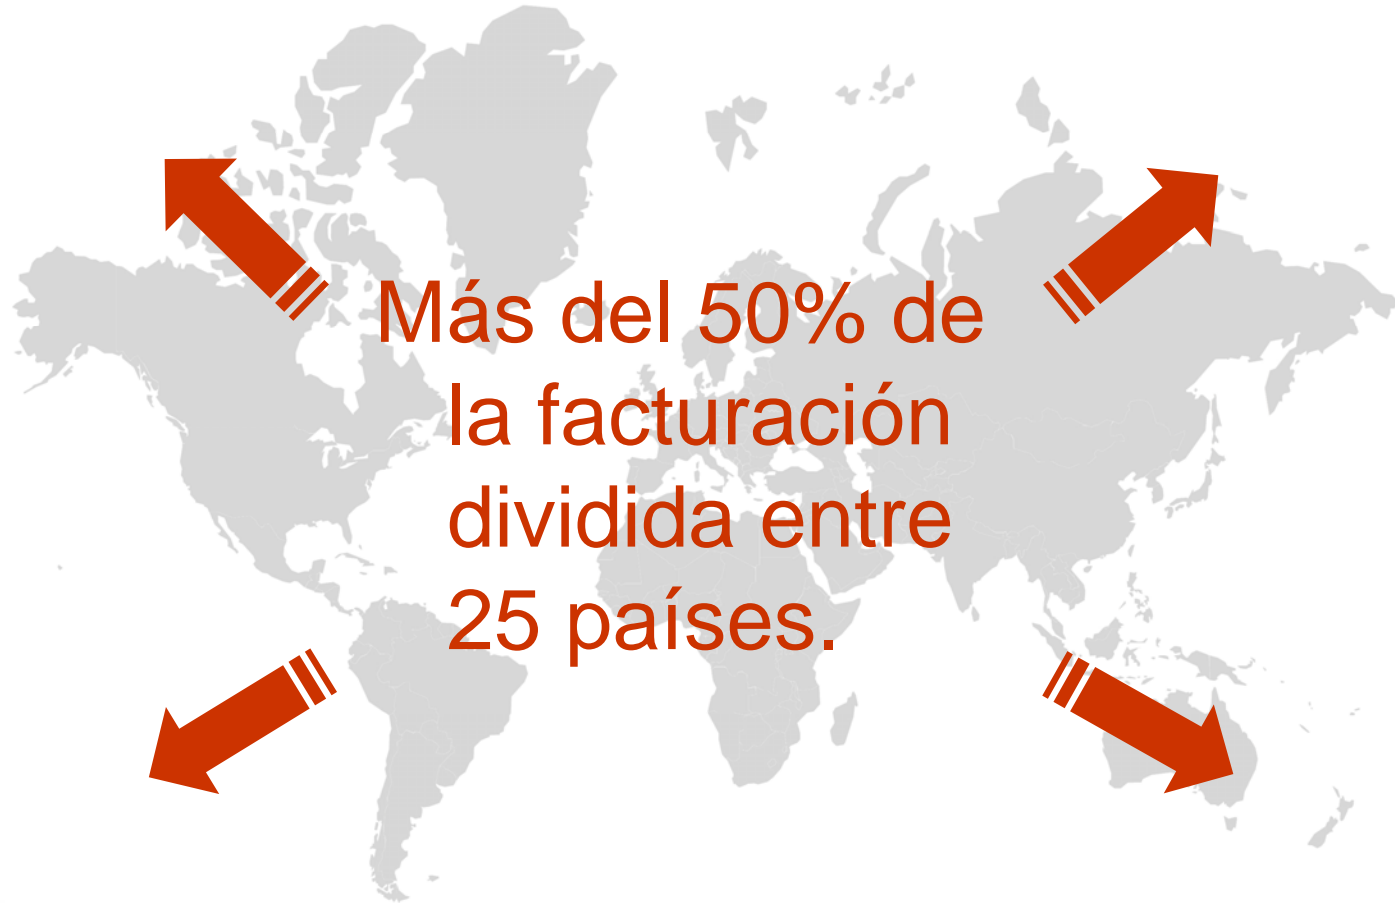 Más del 50% de
la facturación
dividida entre
25 países.